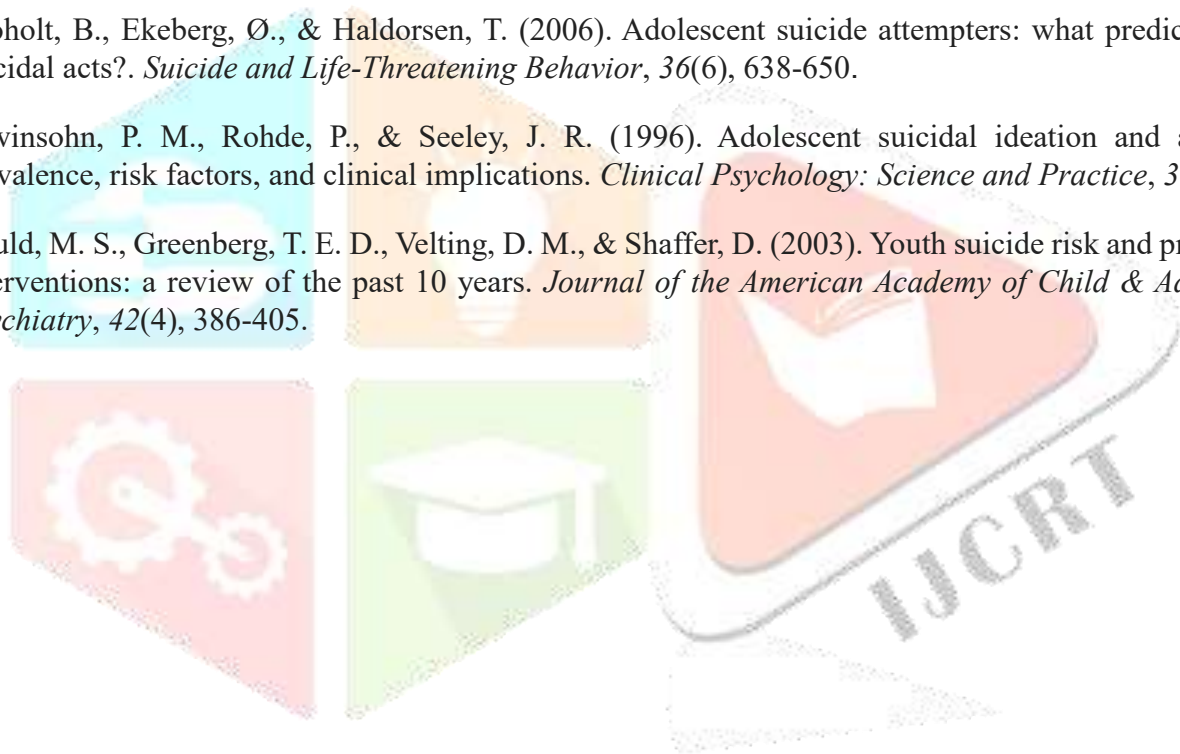 oholt, B., Ekeberg, Ø., & Haldorsen, T. (2006). Adolescent suicide attempters: what predic
cidal acts?. Suicide and Life-Threatening Behavior, 36(6), 638-650.
winsohn, P. M., Rohde, P., & Seeley, J. R. (1996). Adolescent suicidal ideation and a
valence, risk factors, and clinical implications. Clinical Psychology: Science and Practice, 3
uld, M. S., Greenberg, T. E. D., Velting, D. M., & Shaffer, D. (2003). Youth suicide risk and pr
erventions: a review of the past 10 years. Journal of the American Academy of Child & Ad
ychiatry, 42(4), 386-405.
IJCRT